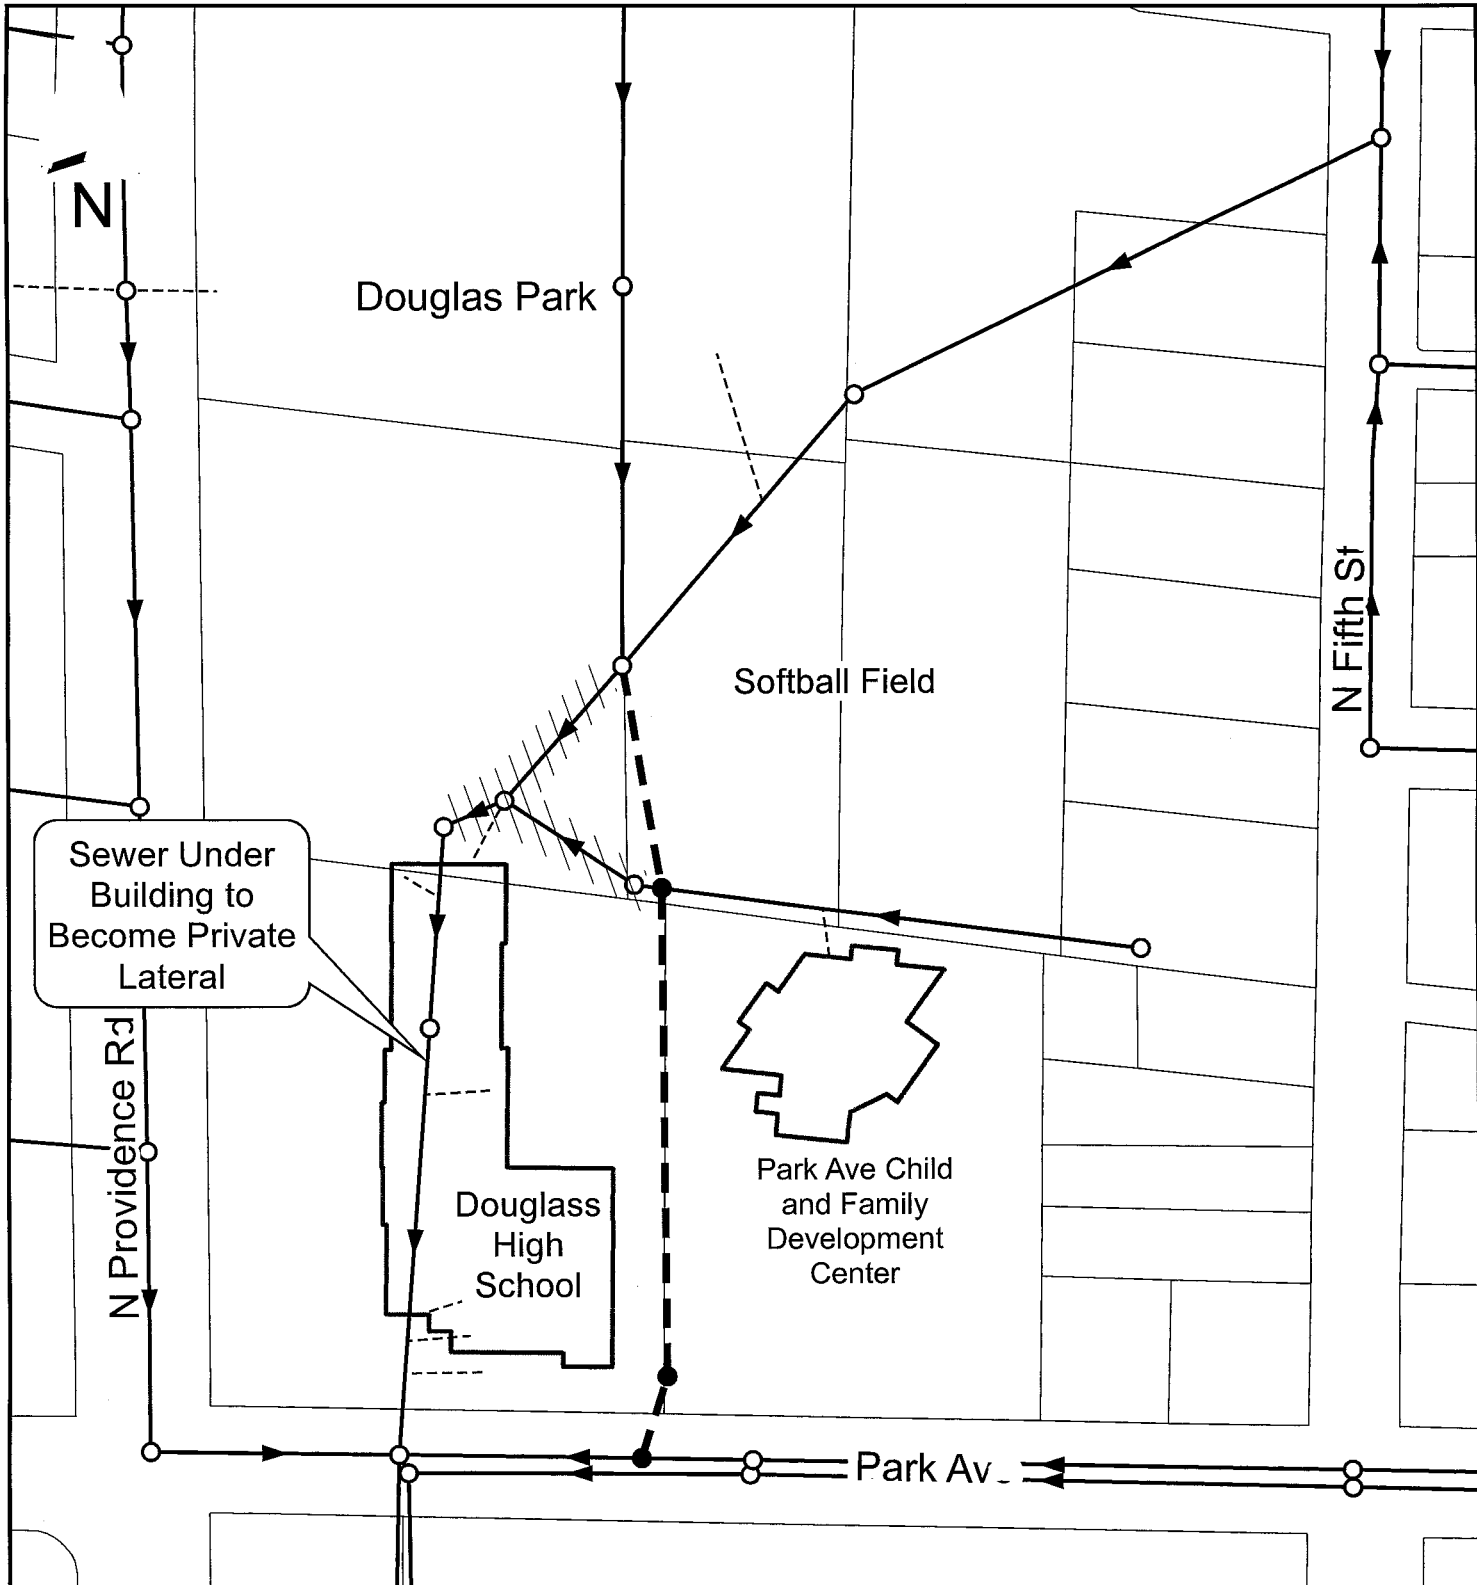 N
Douglas Park
N Fifth St
Softball Field
Sewer Under
Building to
Become Private
Lateral
N Providence Rd
Park Ave Child
and Family
Development
Center
Douglass
High
School
Park Av